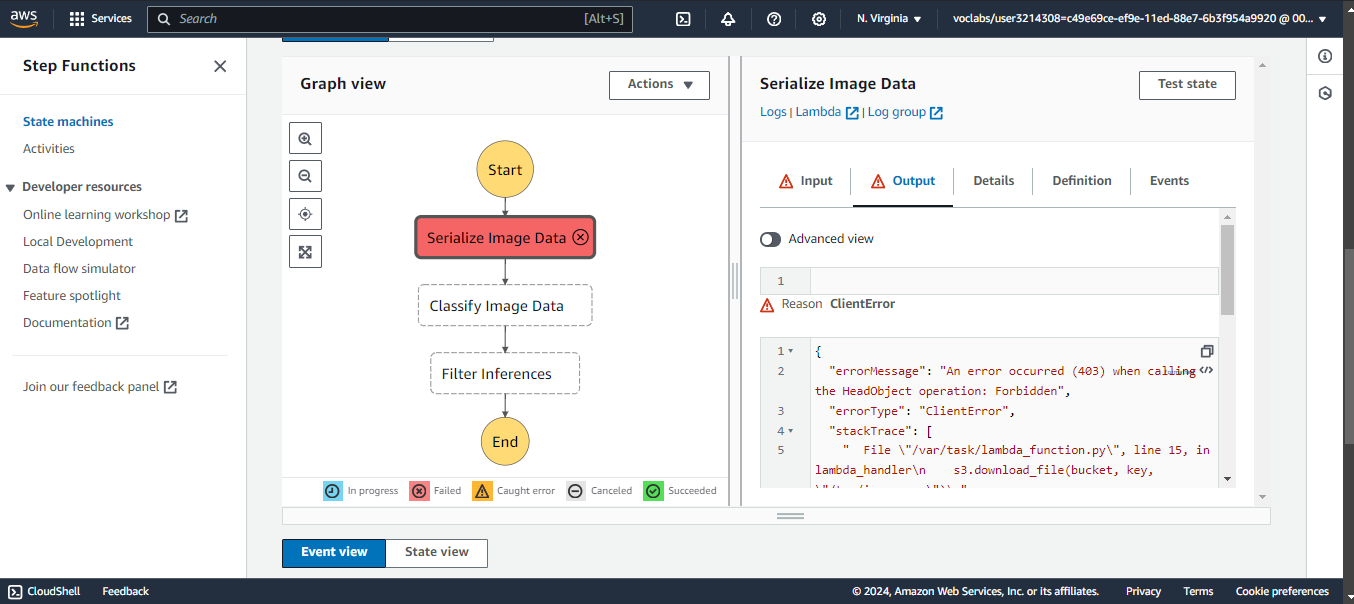 aws
Services
Search
[Alt+S]
N. Virginia
voclabs/user3214308=c49e69ce-ef9e-11ed-88e7-6b3f954a9920 @ 00...
Step Functions
State machines
Activities
Developer resources
Online learning workshop
Local Development
Data flow simulator
Feature spotlight
Documentation
Join our feedback panel
Graph view
Actions
Start
Serialize Image Data
Classify Image Data
Filter Inferences
End
In progress
Failed
Caught error
Canceled
Succeeded
Serialize Image Data
Test state
Logs | Lambda | Log group
Input
Output
Details
Definition
Events
Advanced view
1
Reason ClientError
1 {
2 "errorMessage": "An error occurred (403) when calling
the HeadObject operation: Forbidden",
3 "errorType": "ClientError",
4 "stackTrace": [
5 " File \"/var/task/lambda_function.py\", line 15, in
lambda_handler\n s3.download_file(bucket, key,
Event view
State view
CloudShell
Feedback
© 2024, Amazon Web Services, Inc. or its affiliates.
Privacy
Terms
Cookie preferences